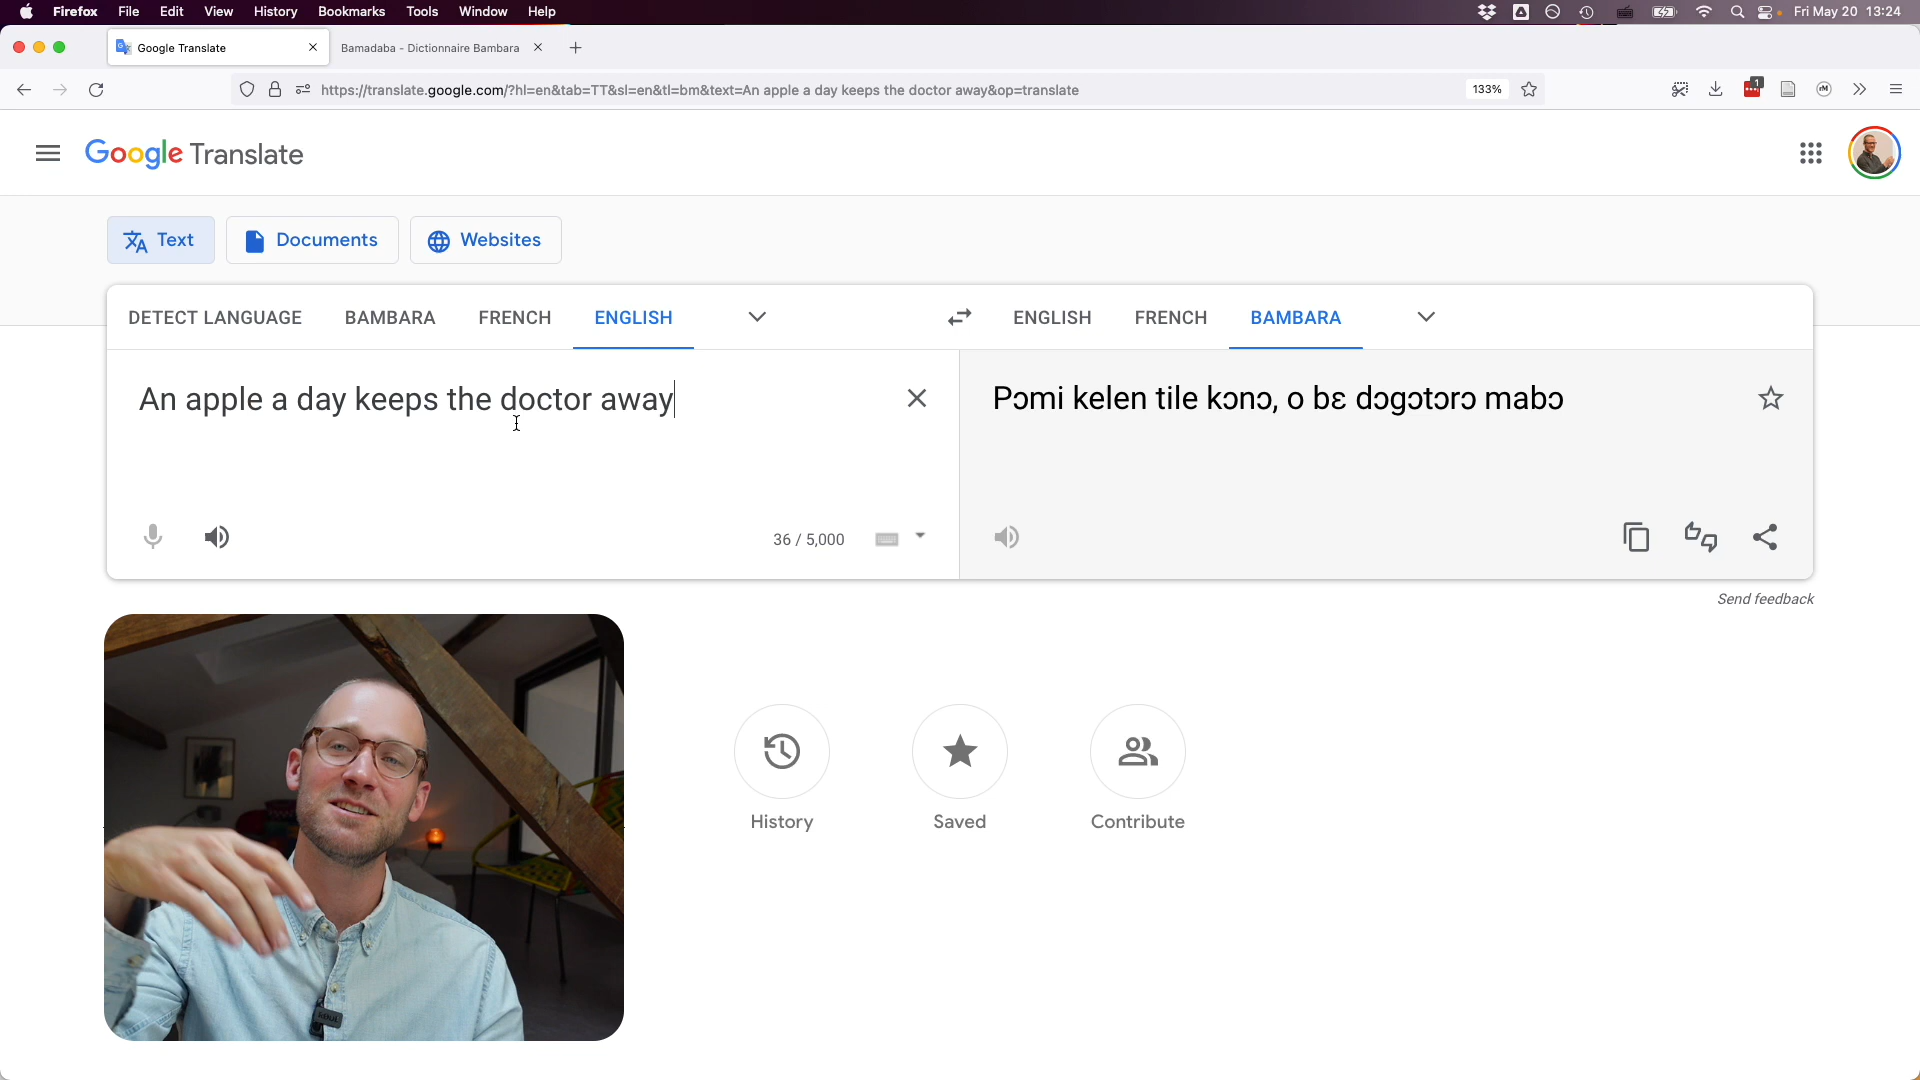 Firefox File Edit View History Bookmarks Tools Window Help Fri May 20 13:24
Google Translate Bamadaba - Dictionnaire Bambara
https://translate.google.com/?hl=en&tab=TT&sl=en&tl=bm&text=An apple a day keeps the doctor away&op=translate 133% 1
Google Translate
Text Documents Websites
DETECT LANGUAGE BAMBARA FRENCH ENGLISH ENGLISH FRENCH BAMBARA
An apple a day keeps the doctor away Pɔmi kelen tile kɔnɔ, o bɛ dɔgɔtɔrɔ mabɔ
36 / 5,000
Send feedback
History Saved Contribute